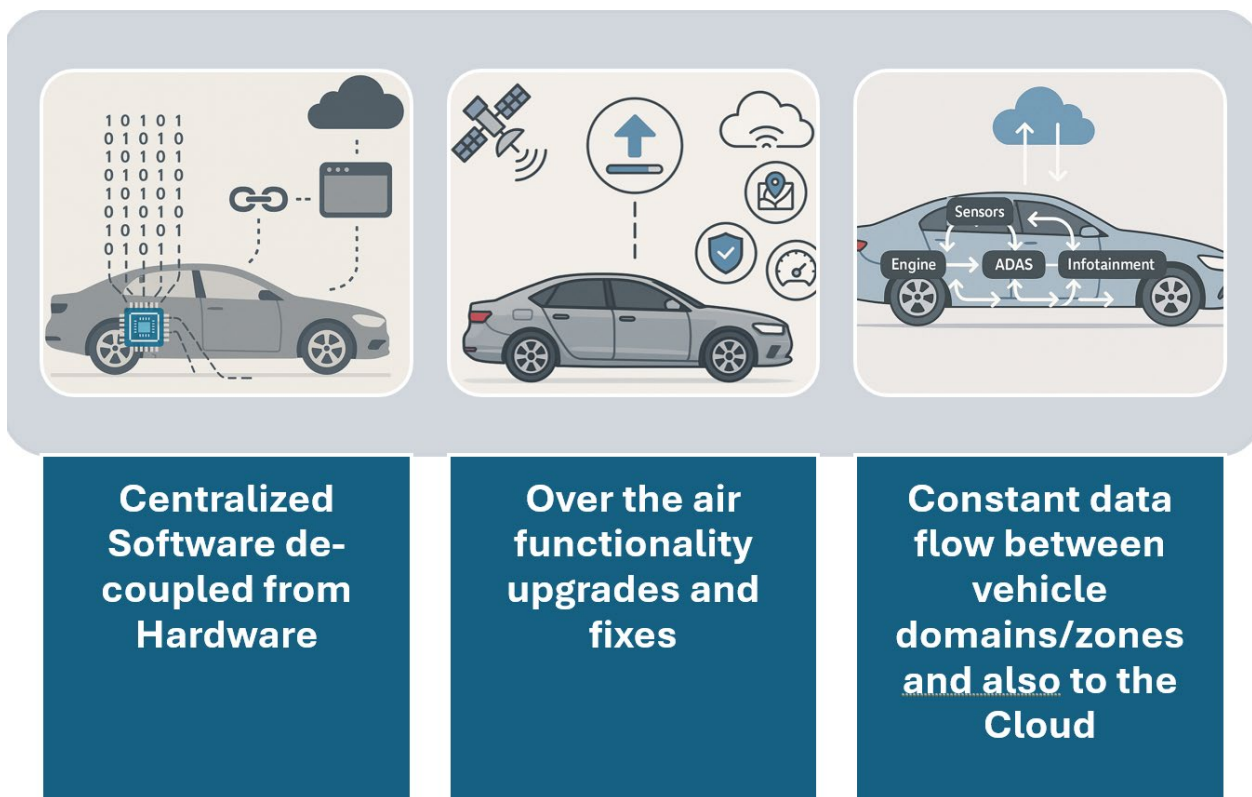 1 0 1 0 1
0 1 0 1 0
1 0 1 0 1
0 1 0 1 0
1 0 1 0 1
0 1 0 1 0
1 0 1 0 1
0 1 0 1
Sensors
Engine
ADAS
Infotainment
Centralized
Software de-
coupled from
Hardware
Over the air
functionality
upgrades and
fixes
Constant data
flow between
vehicle
domains/zones
and also to the
Cloud